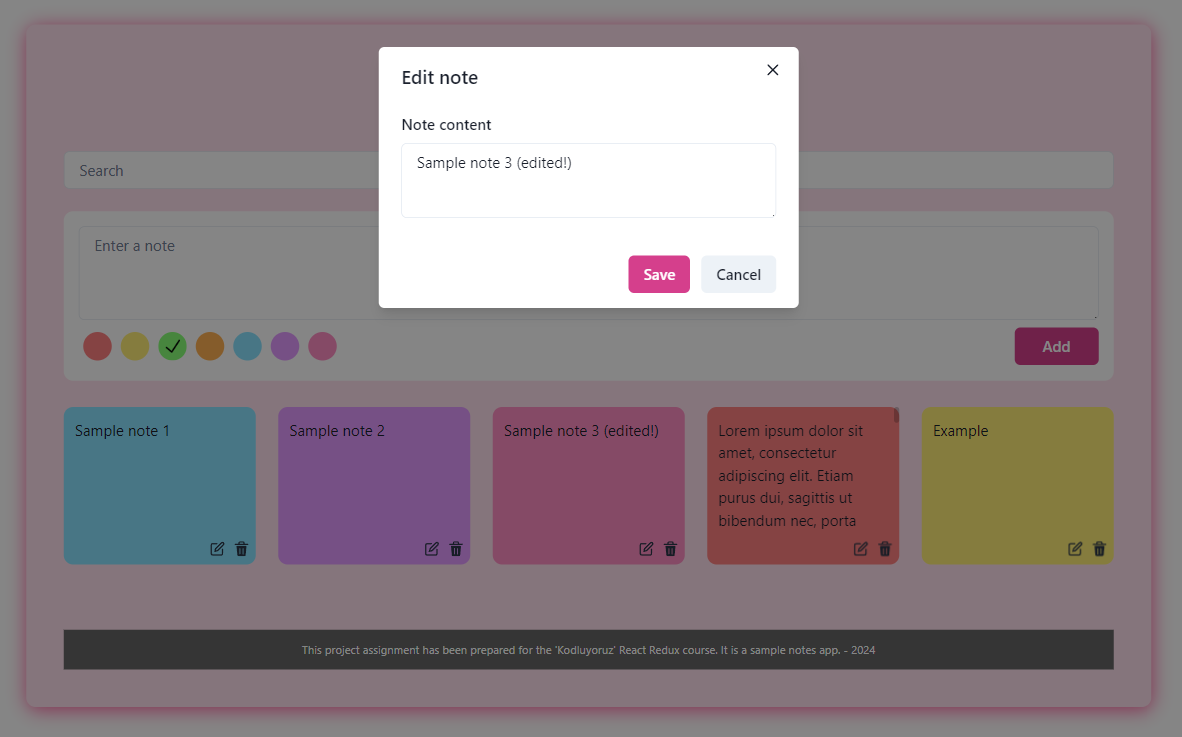 Edit note
Note content
Sample note 3 (edited!)
Save Cancel
Search
Enter a note
Add
Sample note 1
Sample note 2
Sample note 3 (edited!)
Lorem ipsum dolor sit
amet, consectetur
adipiscing elit. Etiam
purus dui, sagittis ut
bibendum nec, porta
Example
This project assignment has been prepared for the 'Kodluyoruz' React Redux course. It is a sample notes app. - 2024